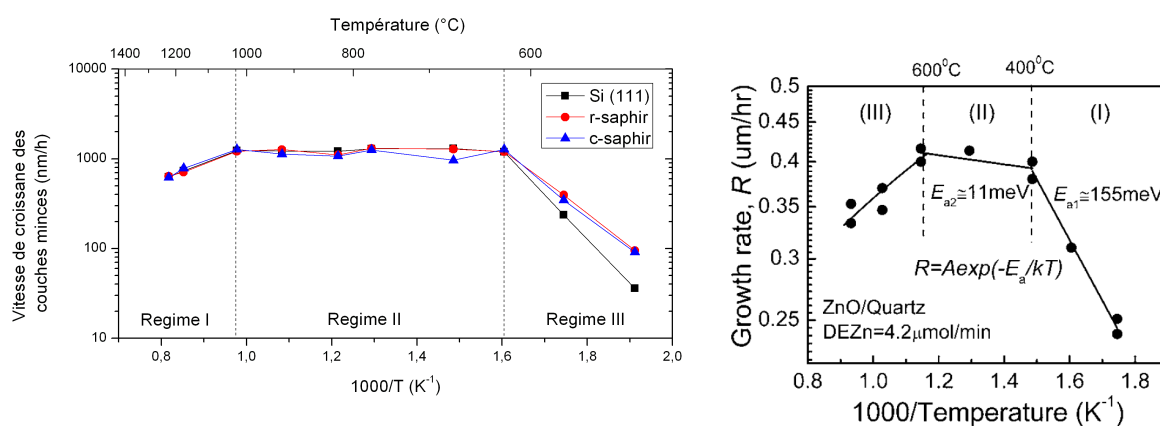 Température (°C)
1400 1200 1000 800 600
10000
1000
100
10
Vitesse de croissane des
couches minces (nm/h)
Si (111)
r-saphir
c-saphir
Regime I
Regime II
Regime III
0,8 1,0 1,2 1,4 1,6 1,8 2,0
1000/T (K⁻¹)
600⁰C 400⁰C
0.5
0.45
0.4
0.35
0.3
0.25
Growth rate, R (um/hr)
(III) (II) (I)
Eₐ₂≅11meV
Eₐ₁≅155meV
R=Aexp(-Eₐ/kT)
ZnO/Quartz
DEZn=4.2μmol/min
0.8 1.0 1.2 1.4 1.6 1.8
1000/Temperature (K⁻¹)